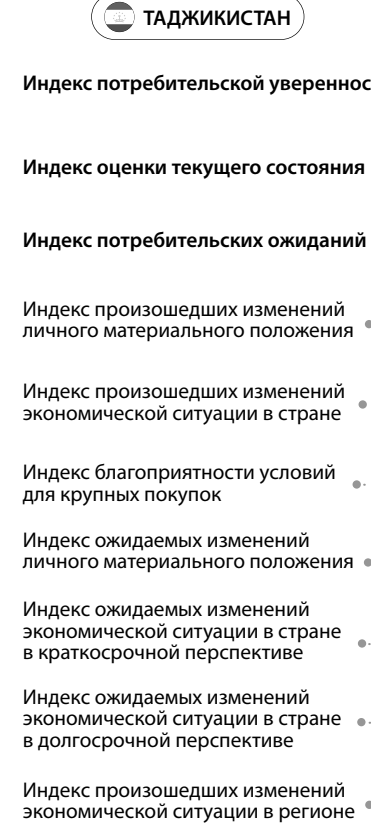 ТАДЖИКИСТАН
Индекс потребительской увереннос
Индекс оценки текущего состояния
Индекс потребительских ожиданий
Индекс произошедших изменений
личного материального положения
Индекс произошедших изменений
экономической ситуации в стране
Индекс благоприятности условий
для крупных покупок
Индекс ожидаемых изменений
личного материального положения
Индекс ожидаемых изменений
экономической ситуации в стране
в краткосрочной перспективе
Индекс ожидаемых изменений
экономической ситуации в стране
в долгосрочной перспективе
Индекс произошедших изменений
экономической ситуации в регионе